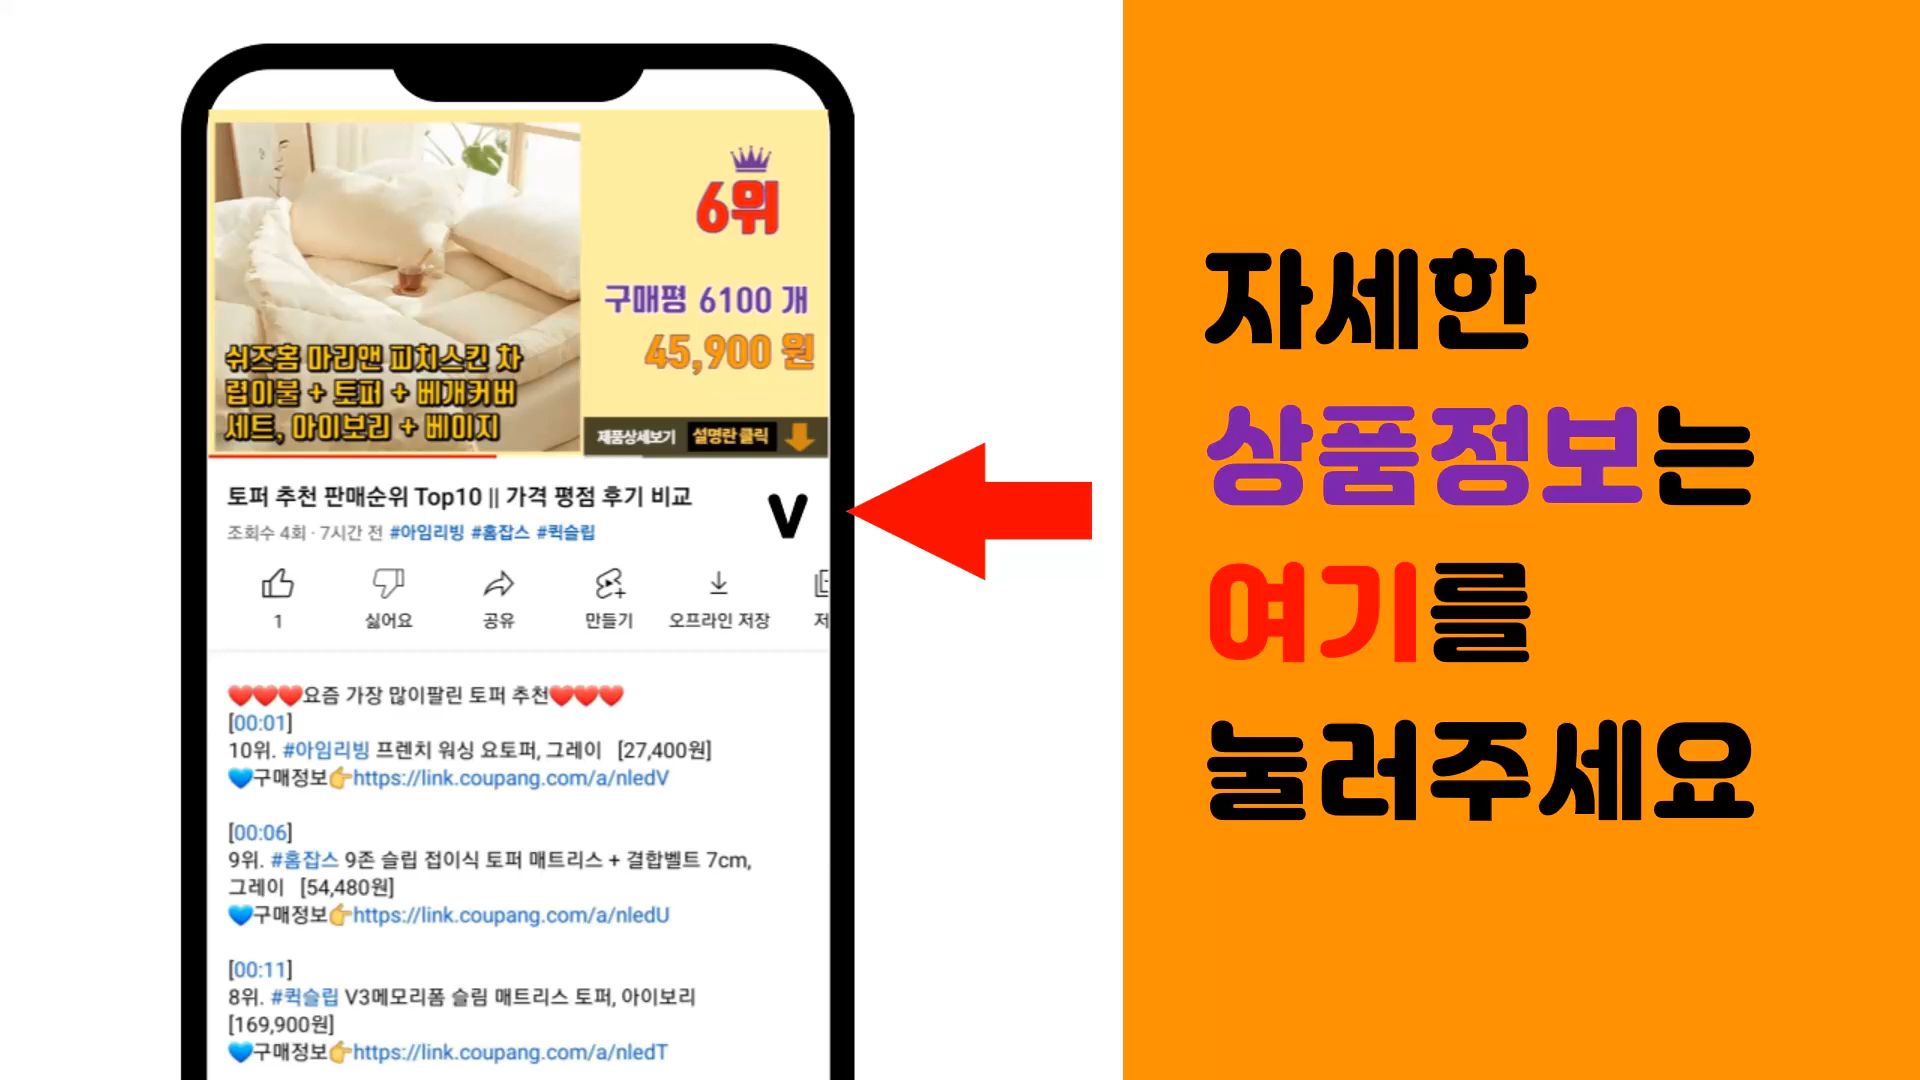 6위
구매평 6100 개
45,900 원
쉬즈홈 마리앤 피치스킨 차
렵이불 + 토퍼 + 베개커버
세트, 아이보리 + 베이지
제품상세보기 설명란 클릭
토퍼 추천 판매순위 Top10 || 가격 평점 후기 비교
V
조회수 4회 · 7시간 전 #아임리빙 #홈잡스 #퀵슬립
1 싫어요 공유 만들기 오프라인 저장 저
❤️❤️❤️요즘 가장 많이팔린 토퍼 추천❤️❤️❤️
[00:01]
10위. #아임리빙 프렌치 워싱 요토퍼, 그레이 [27,400원]
💙구매정보👉https://link.coupang.com/a/nledV
[00:06]
9위. #홈잡스 9존 슬립 접이식 토퍼 매트리스 + 결합벨트 7cm,
그레이 [54,480원]
💙구매정보👉https://link.coupang.com/a/nledU
[00:11]
8위. #퀵슬립 V3메모리폼 슬림 매트리스 토퍼, 아이보리
[169,900원]
💙구매정보👉https://link.coupang.com/a/nledT
자세한
상품정보는
여기를
눌러주세요